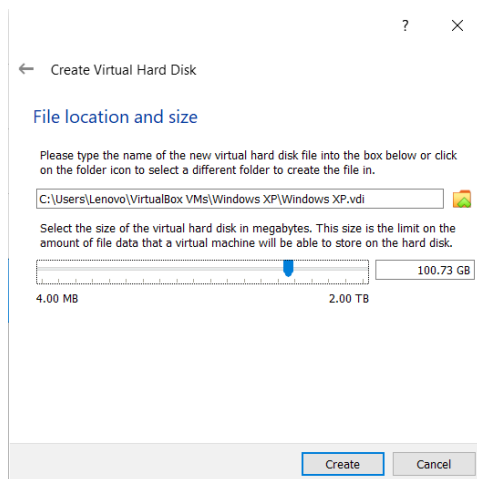 ?
Create Virtual Hard Disk
File location and size
Please type the name of the new virtual hard disk file into the box below or click
on the folder icon to select a different folder to create the file in.
C:\Users\Lenovo\VirtualBox VMs\Windows XP\Windows XP.vdi
Select the size of the virtual hard disk in megabytes. This size is the limit on the
amount of file data that a virtual machine will be able to store on the hard disk.
100.73 GB
4.00 MB 2.00 TB
Create Cancel